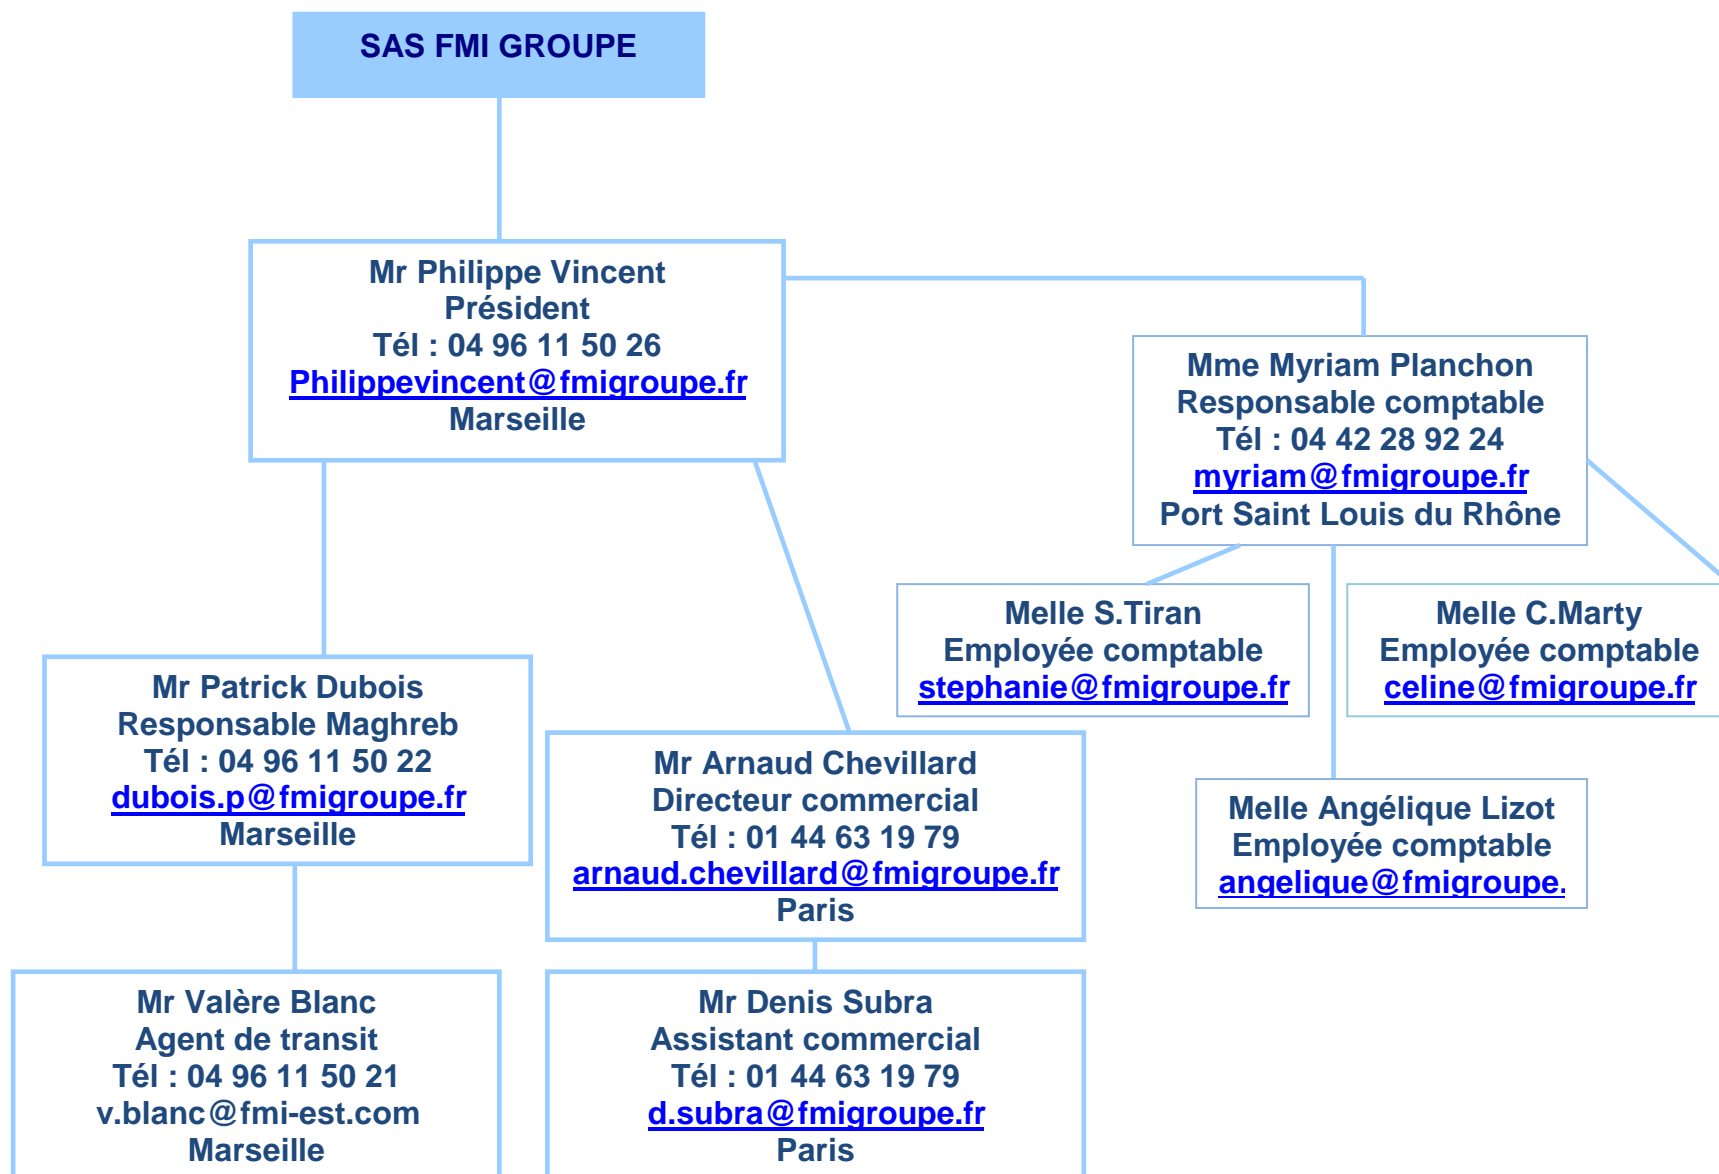 SAS FMI GROUPE
Mr Philippe Vincent
Président
Tél : 04 96 11 50 26
Philippevincent@fmigroupe.fr
Marseille
Mme Myriam Planchon
Responsable comptable
Tél : 04 42 28 92 24
myriam@fmigroupe.fr
Port Saint Louis du Rhône
Melle S.Tiran
Employée comptable
stephanie@fmigroupe.fr
Melle C.Marty
Employée comptable
celine@fmigroupe.fr
Mr Patrick Dubois
Responsable Maghreb
Tél : 04 96 11 50 22
dubois.p@fmigroupe.fr
Marseille
Mr Arnaud Chevillard
Directeur commercial
Tél : 01 44 63 19 79
arnaud.chevillard@fmigroupe.fr
Paris
Melle Angélique Lizot
Employée comptable
angelique@fmigroupe.
Mr Valère Blanc
Agent de transit
Tél : 04 96 11 50 21
v.blanc@fmi-est.com
Marseille
Mr Denis Subra
Assistant commercial
Tél : 01 44 63 19 79
d.subra@fmigroupe.fr
Paris